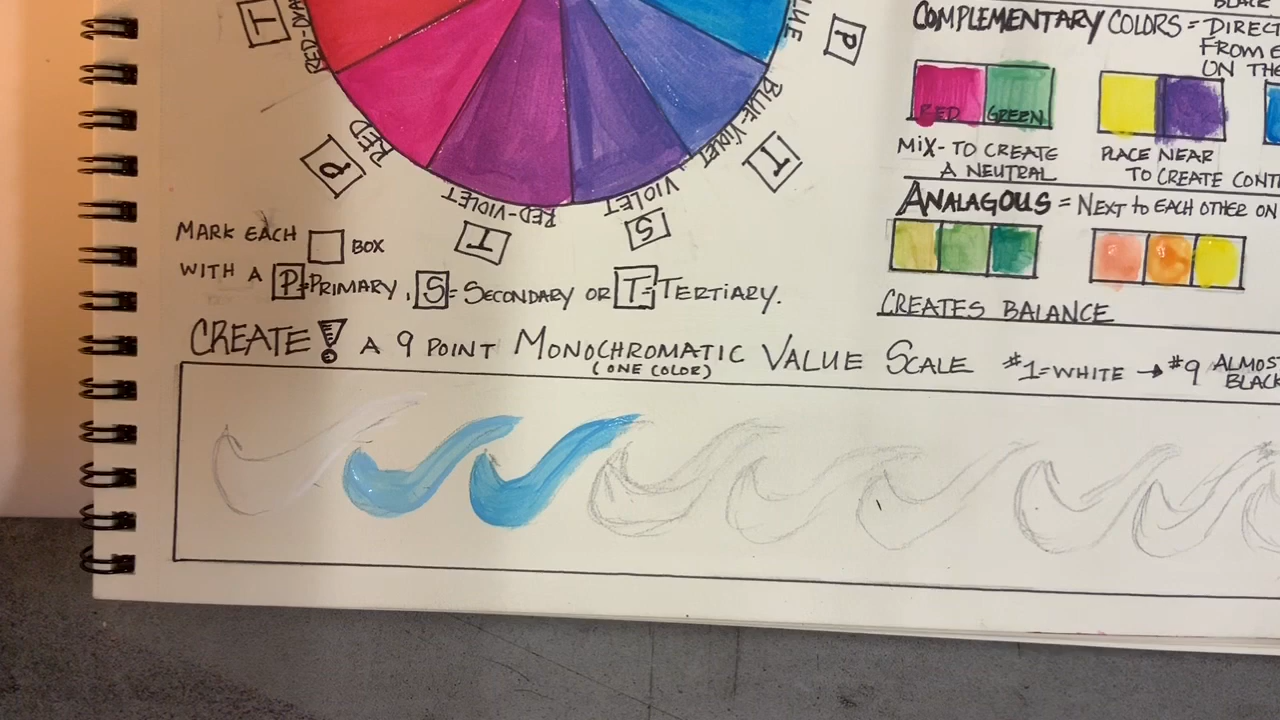 T
RED-
BLUE
P
BLUE-VIOLET
T
VIOLET
S
RED-VIOLET
T
RED
P
MARK EACH BOX
WITH A P=PRIMARY, S=SECONDARY OR T=TERTIARY.
COMPLEMENTARY COLORS = DIRECT
FROM
ON THE
RED GREEN
MIX- TO CREATE
A NEUTRAL
PLACE NEAR
TO CREATE CONT
ANALAGOUS = NEXT to EACH OTHER ON
CREATES BALANCE
CREATE! A 9 POINT MONOCHROMATIC VALUE SCALE #1=WHITE → #9 ALMOST
(ONE COLOR)
BLACK